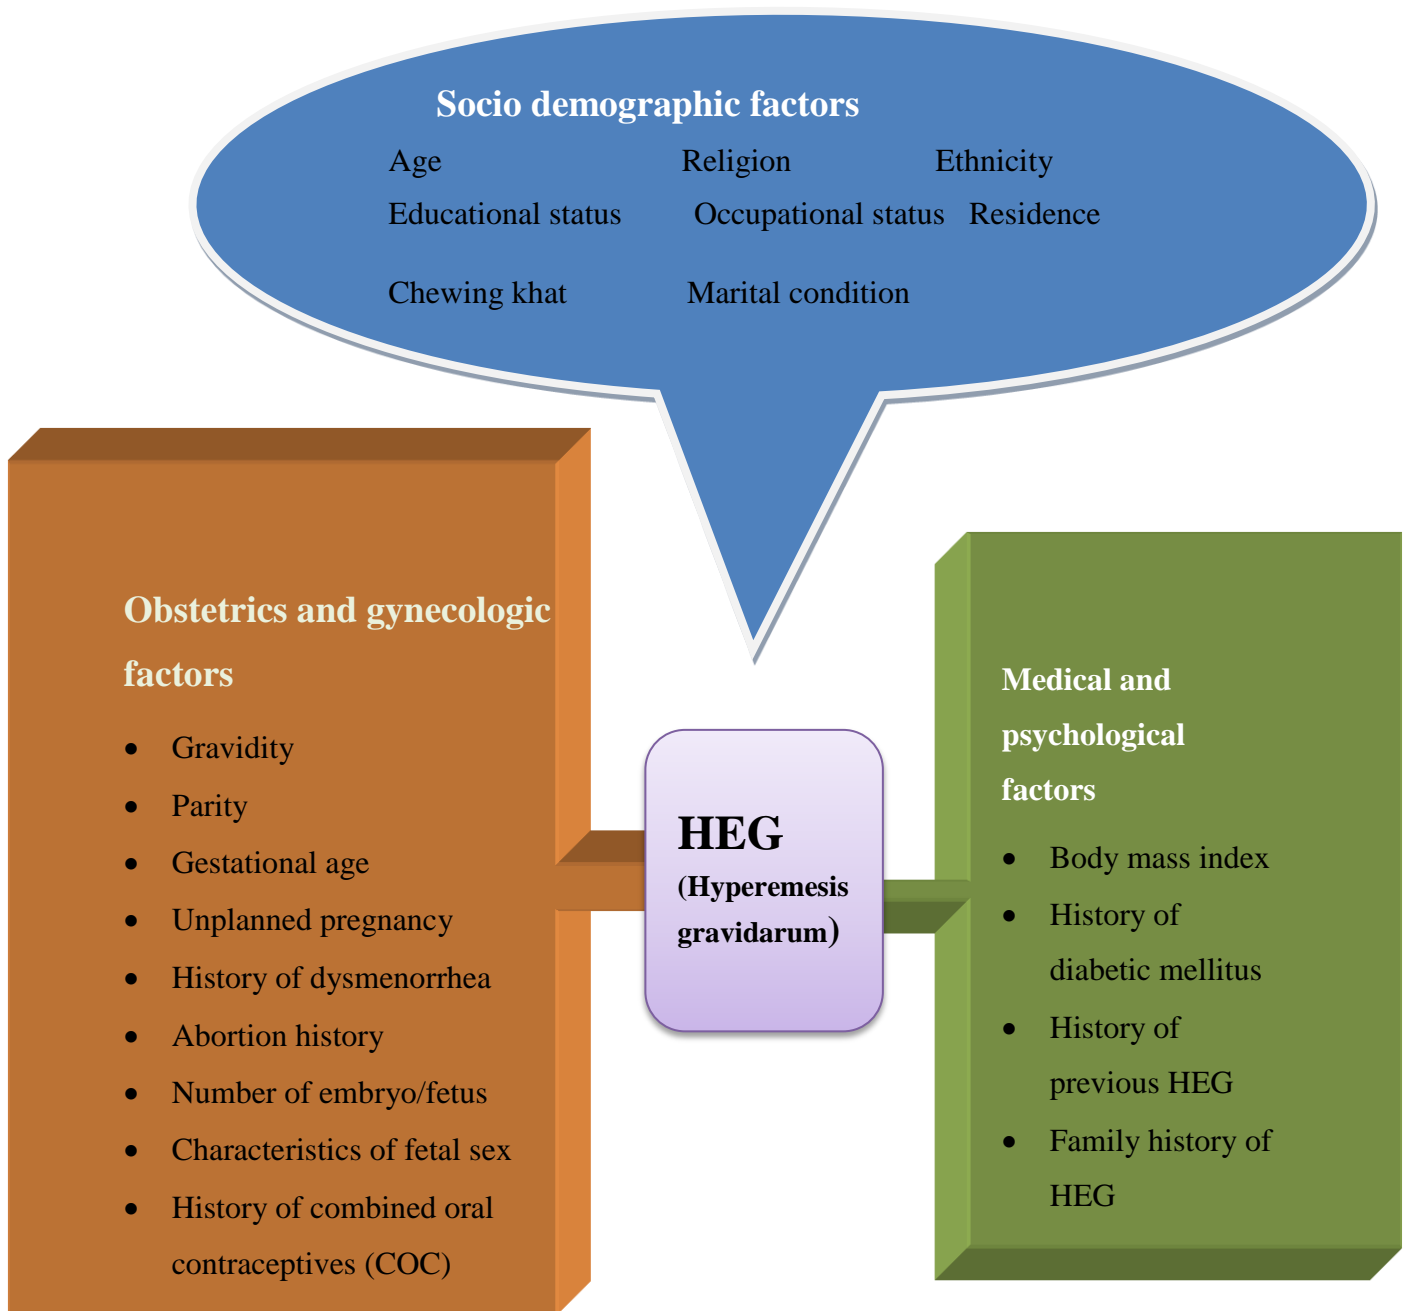 Socio demographic factors
Age Religion Ethnicity
Educational status Occupational status Residence
Chewing khat Marital condition
Obstetrics and gynecologic
factors
• Gravidity
• Parity
• Gestational age
• Unplanned pregnancy
• History of dysmenorrhea
• Abortion history
• Number of embryo/fetus
• Characteristics of fetal sex
• History of combined oral
contraceptives (COC)
HEG
(Hyperemesis
gravidarum)
Medical and
psychological
factors
• Body mass index
• History of
diabetic mellitus
• History of
previous HEG
• Family history of
HEG